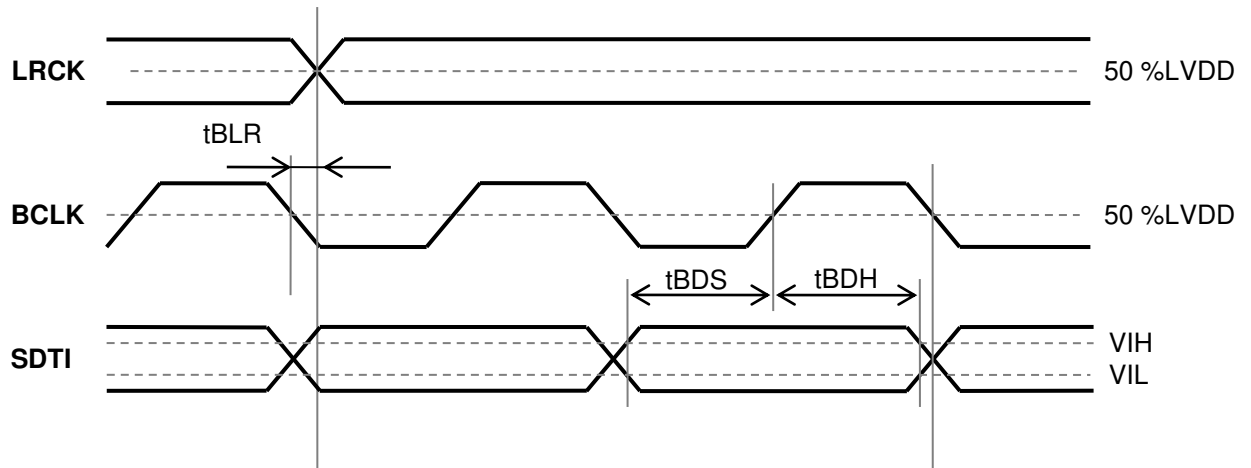 LRCK
50 %LVDD
tBLR
BCLK
50 %LVDD
tBDS
tBDH
SDTI
VIH
VIL